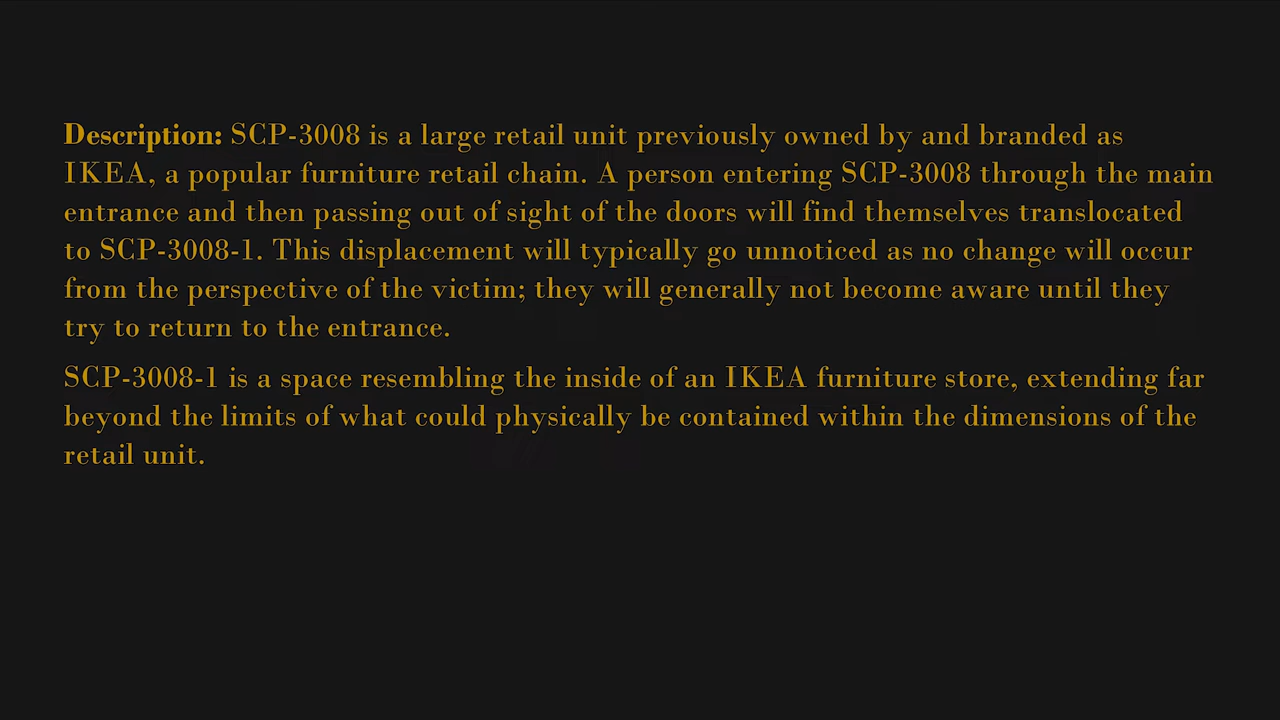 Description: SCP-3008 is a large retail unit previously owned by and branded as
IKEA, a popular furniture retail chain. A person entering SCP-3008 through the main
entrance and then passing out of sight of the doors will find themselves translocated
to SCP-3008-1. This displacement will typically go unnoticed as no change will occur
from the perspective of the victim; they will generally not become aware until they
try to return to the entrance.
SCP-3008-1 is a space resembling the inside of an IKEA furniture store, extending far
beyond the limits of what could physically be contained within the dimensions of the
retail unit.